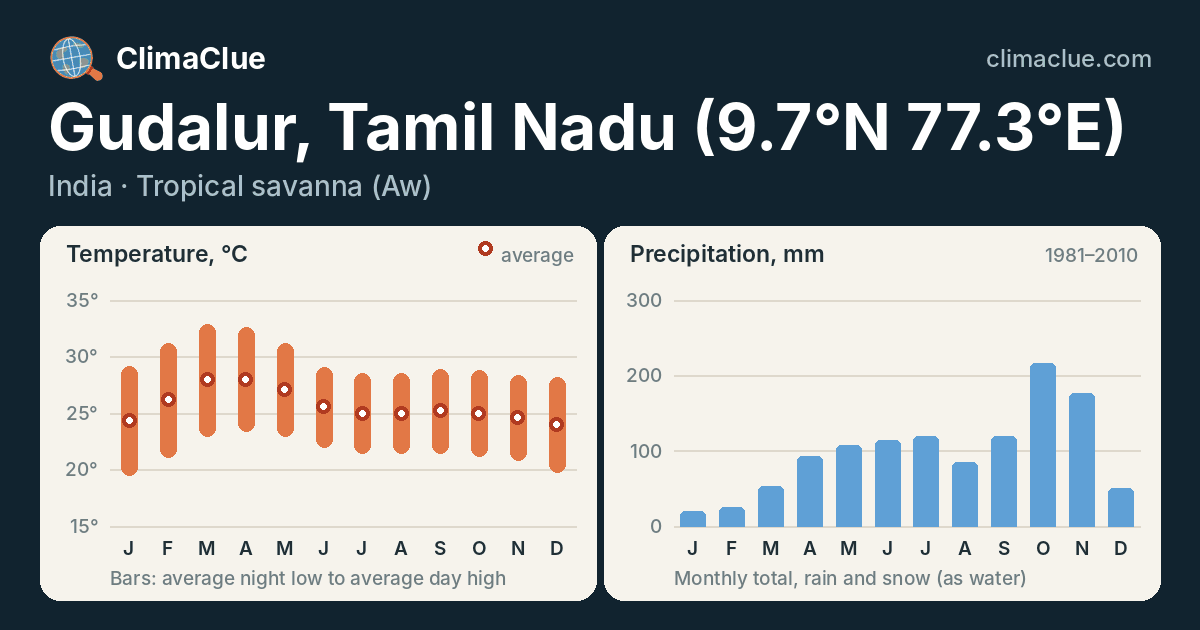 ClimaClue
climaclue.com
Gudalur, Tamil Nadu (9.7°N 77.3°E)
India · Tropical savanna (Aw)
Temperature, °C
average
35°
30°
25°
20°
15°
J F M A M J J A S O N D
Bars: average night low to average day high
Precipitation, mm
1981–2010
300
200
100
0
J F M A M J J A S O N D
Monthly total, rain and snow (as water)